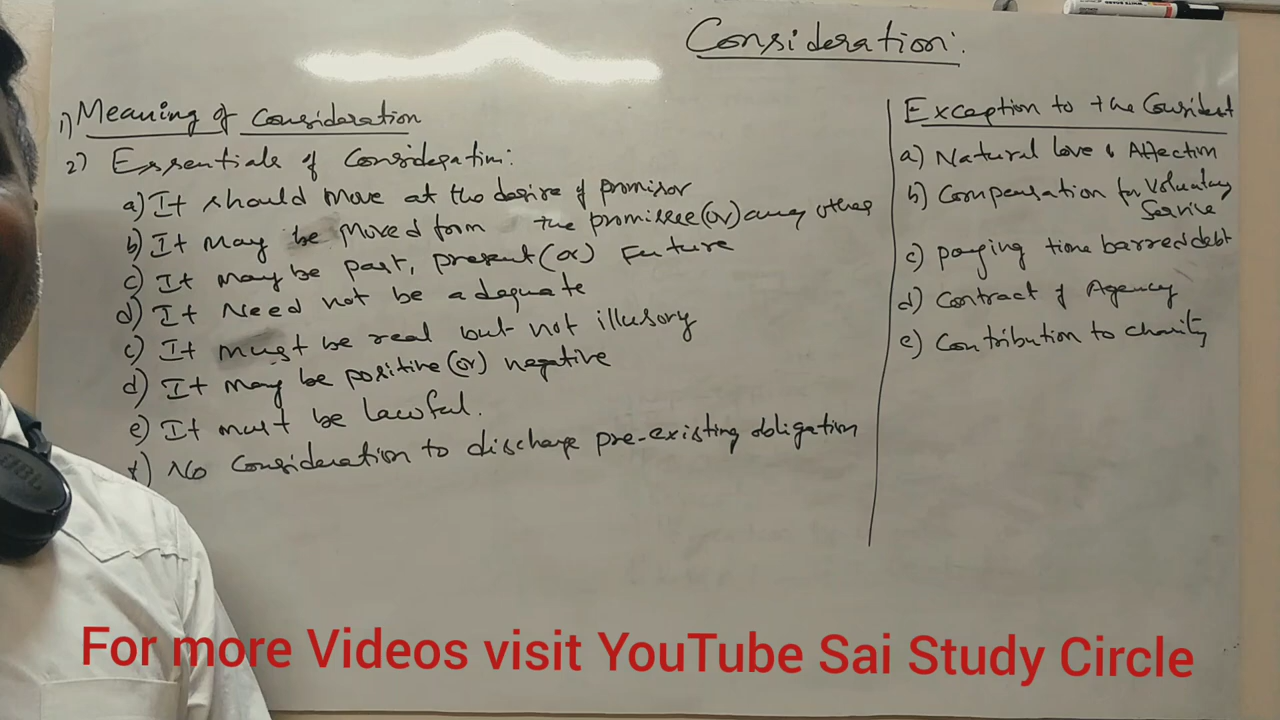 Consideration:
1) Meaning of Consideration
2) Essentials of Consideration:
a) It should move at the desire of promisor
b) It may be moved form the promisee (or) any other
c) It may be past, present (or) Future
d) It Need not be adequate
c) It must be real but not illusory
d) It may be positive (or) negative
e) It must be lawful.
f) No Consideration to discharge pre-existing obligation
Exception to the Considerat
a) Natural love & Affection
b) Compensation for Voluntary
Service
c) paying time barred debt
d) Contract of Agency
e) Contribution to charity
JBL
For more Videos visit YouTube Sai Study Circle